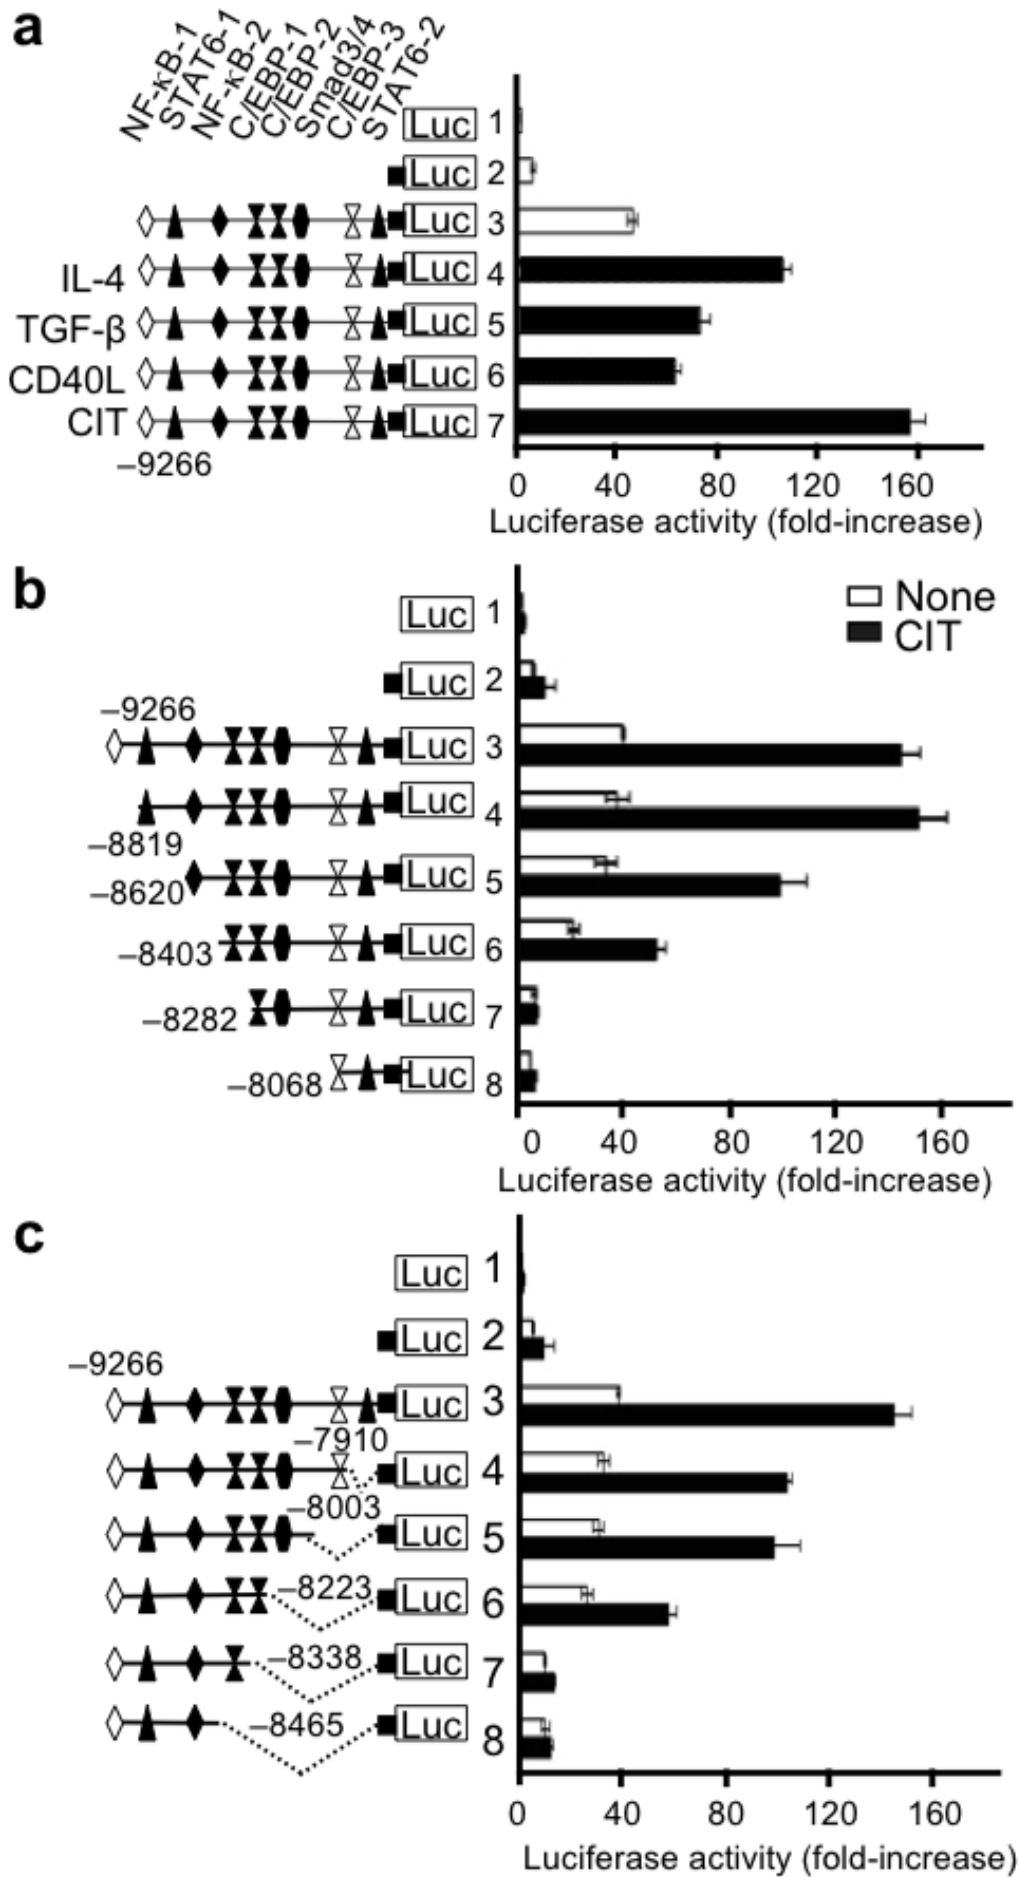 a
NF-κB-1
STAT6-1
NF-κB-2
C/EBP-1
C/EBP-2
Smad3/4
C/EBP-3
STAT6-2
Luc 1
Luc 2
Luc 3
IL-4 Luc 4
TGF-β Luc 5
CD40L Luc 6
CIT Luc 7
–9266
0 40 80 120 160
Luciferase activity (fold-increase)
b
None
CIT
Luc 1
Luc 2
–9266
Luc 3
Luc 4
–8819
–8620 Luc 5
–8403 Luc 6
–8282 Luc 7
–8068 Luc 8
0 40 80 120 160
Luciferase activity (fold-increase)
c
Luc 1
Luc 2
–9266
Luc 3
–7910
Luc 4
–8003
Luc 5
–8223 Luc 6
–8338 Luc 7
–8465 Luc 8
0 40 80 120 160
Luciferase activity (fold-increase)